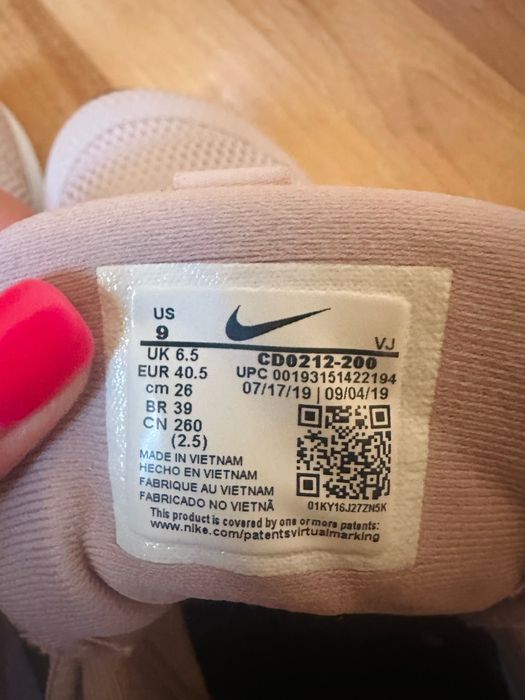 US
9
VJ
UK 6.5
EUR 40.5
cm 26
BR 39
CN 260
(2.5)
CD0212-200
UPC 00193151422194
07/17/19 | 09/04/19
MADE IN VIETNAM
HECHO EN VIETNAM
FABRIQUE AU VIETNAM
FABRICADO NO VIETNÃ
01KY16J27ZN5K
This product is covered by one or more patents:
www.nike.com/patentsvirtualmarking